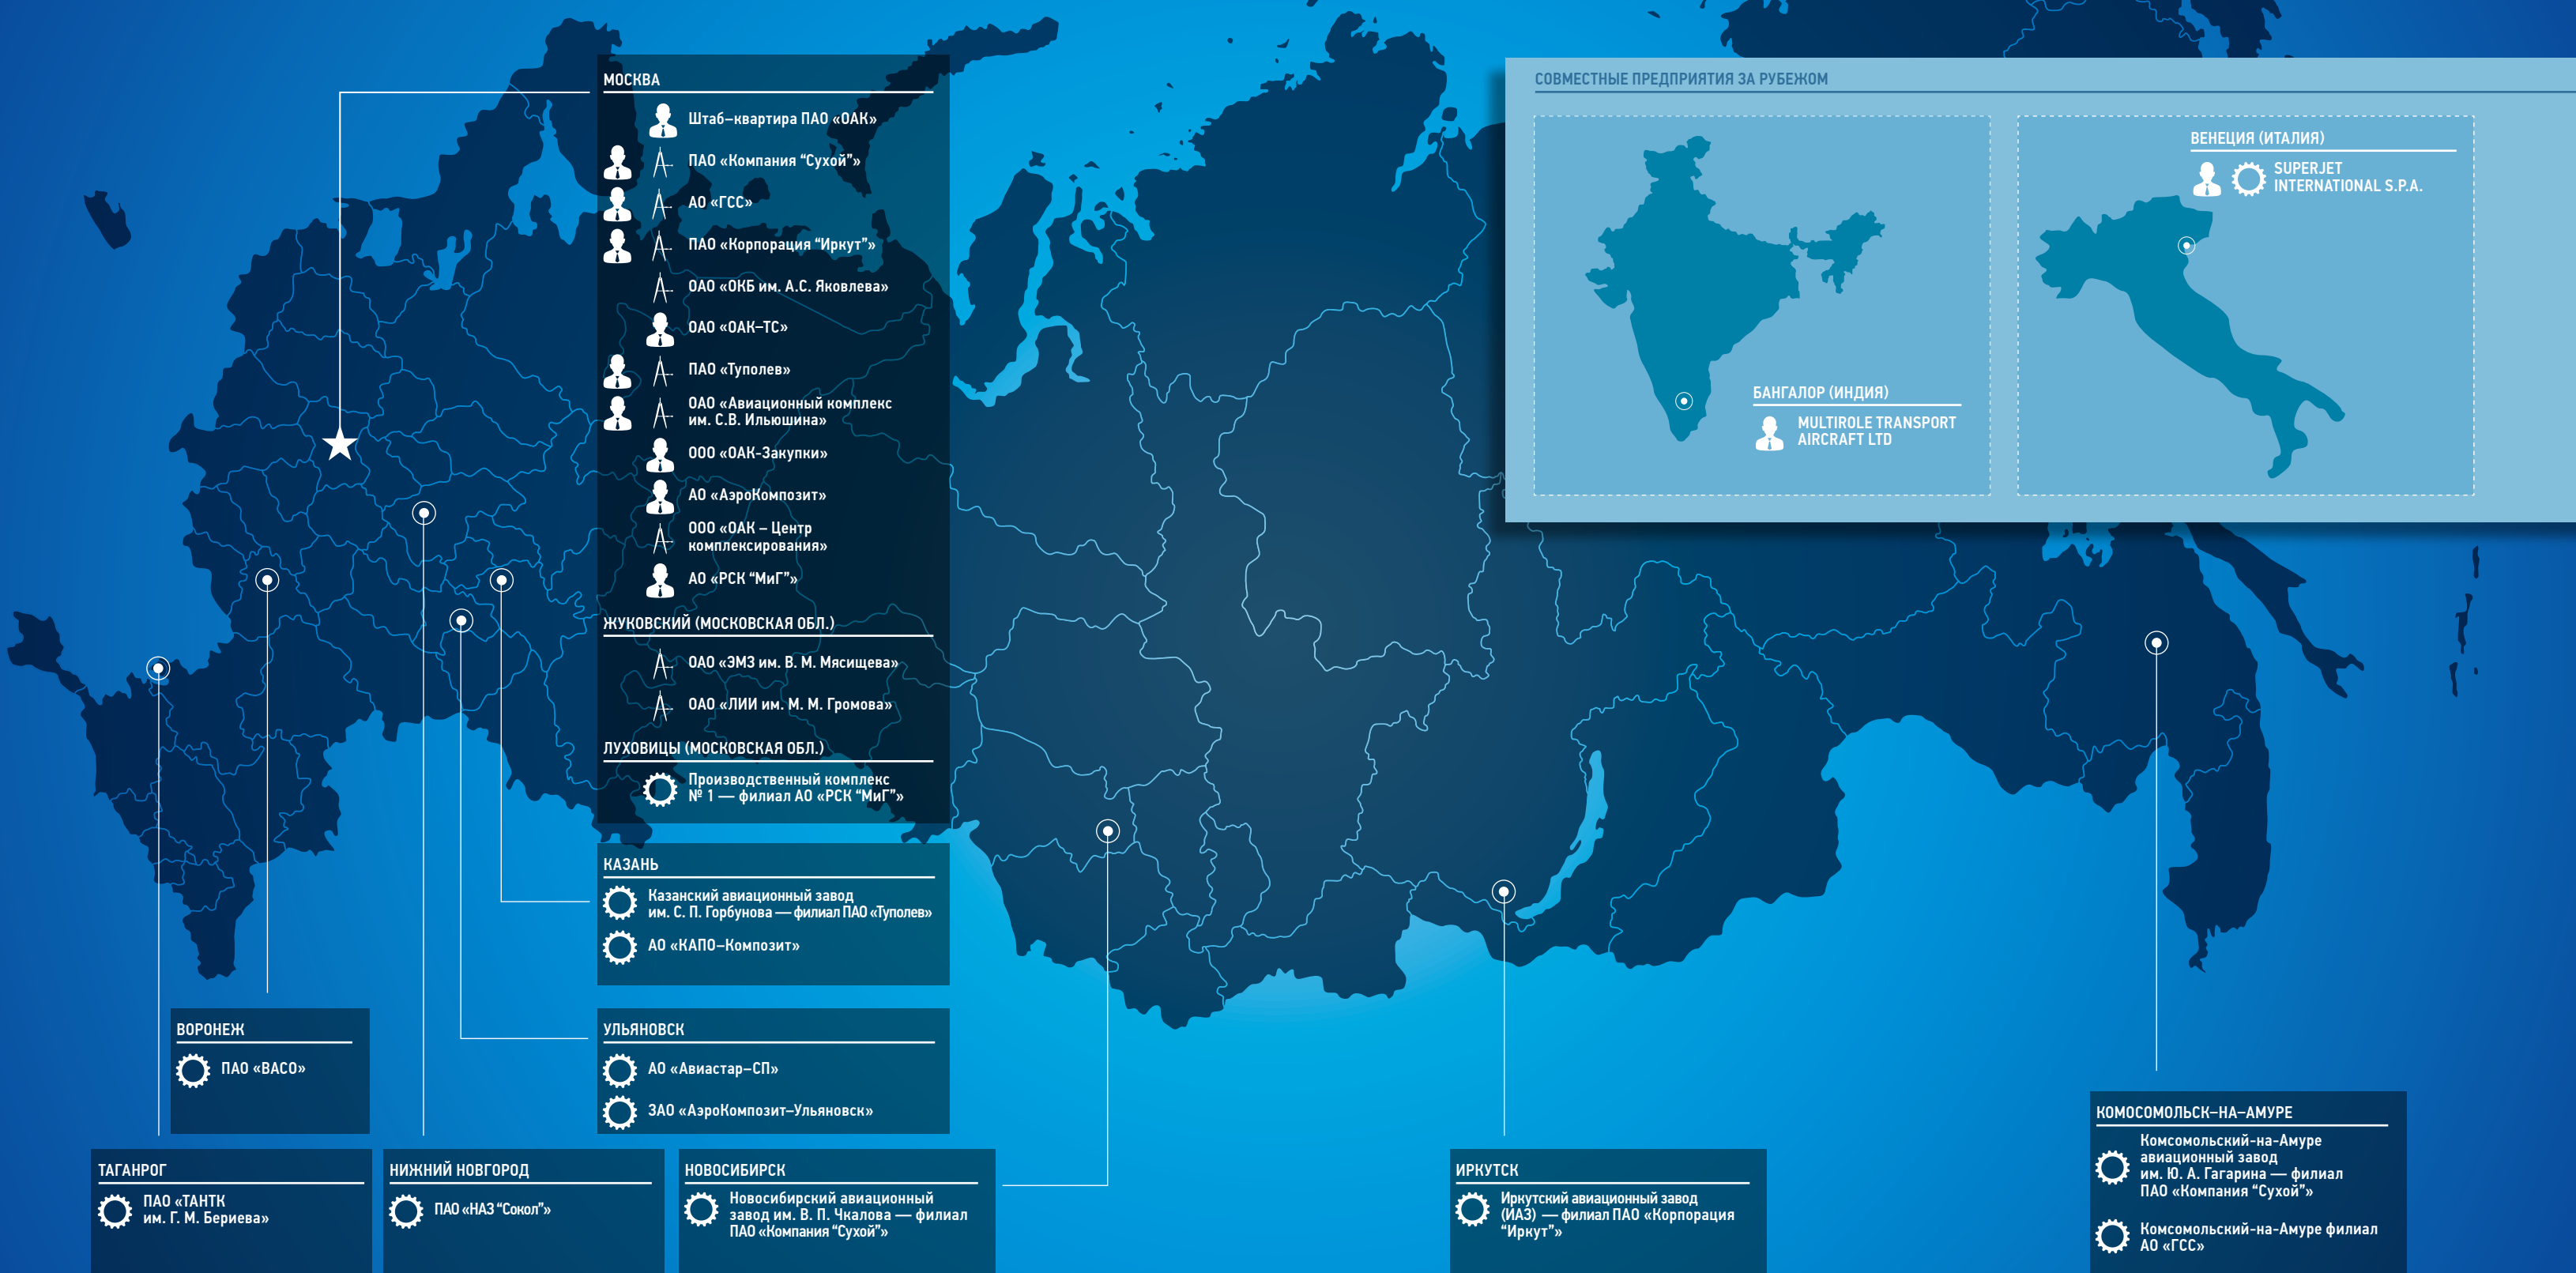 МОСКВА
Штаб–квартира ПАО «ОАК»
ПАО «Компания “Сухой”»
АО «ГСС»
ПАО «Корпорация “Иркут”»
ОАО «ОКБ им. А.С. Яковлева»
ОАО «ОАК–ТС»
ПАО «Туполев»
ОАО «Авиационный комплекс
им. С.В. Ильюшина»
ООО «ОАК-Закупки»
АО «АэроКомпозит»
ООО «ОАК – Центр
комплексирования»
АО «РСК “МиГ”»
ЖУКОВСКИЙ (МОСКОВСКАЯ ОБЛ.)
ОАО «ЭМЗ им. В. М. Мясищева»
ОАО «ЛИИ им. М. М. Громова»
ЛУХОВИЦЫ (МОСКОВСКАЯ ОБЛ.)
Производственный комплекс
№ 1 — филиал АО «РСК “МиГ”»
КАЗАНЬ
Казанский авиационный завод
им. С. П. Горбунова — филиал ПАО «Туполев»
АО «КАПО–Композит»
УЛЬЯНОВСК
АО «Авиастар–СП»
ЗАО «АэроКомпозит–Ульяновск»
ВОРОНЕЖ
ПАО «ВАСО»
ТАГАНРОГ
ПАО «ТАНТК
им. Г. М. Бериева»
НИЖНИЙ НОВГОРОД
ПАО «НАЗ “Сокол”»
НОВОСИБИРСК
Новосибирский авиационный
завод им. В. П. Чкалова — филиал
ПАО «Компания “Сухой”»
ИРКУТСК
Иркутский авиационный завод
(ИАЗ) — филиал ПАО «Корпорация
“Иркут”»
КОМОСОМОЛЬСК–НА–АМУРЕ
Комсомольский-на-Амуре
авиационный завод
им. Ю. А. Гагарина — филиал
ПАО «Компания “Сухой”»
Комсомольский-на-Амуре филиал
АО «ГСС»
СОВМЕСТНЫЕ ПРЕДПРИЯТИЯ ЗА РУБЕЖОМ
БАНГАЛОР (ИНДИЯ)
MULTIROLE TRANSPORT
AIRCRAFT LTD
ВЕНЕЦИЯ (ИТАЛИЯ)
SUPERJET
INTERNATIONAL S.P.A.